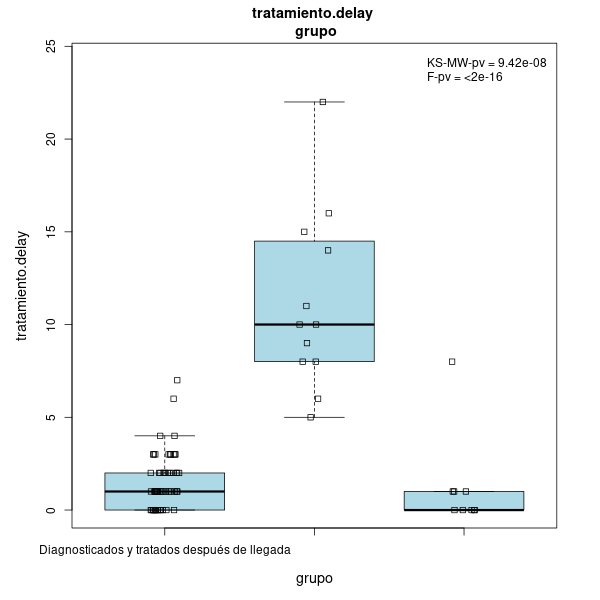 tratamiento.delay
grupo
KS-MW-pv = 9.42e-08
F-pv = <2e-16
25
20
15
10
5
0
tratamiento.delay
Diagnosticados y tratados después de llegada
grupo